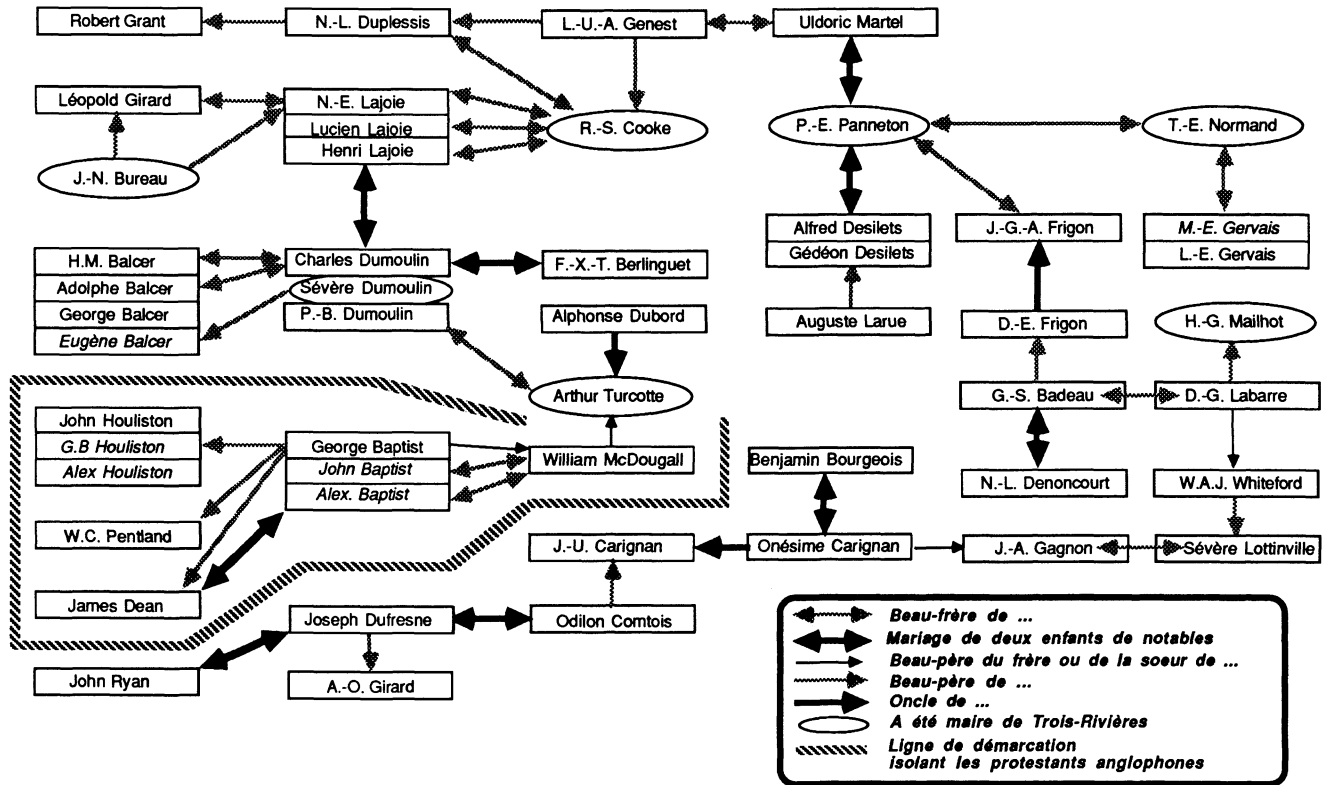 Robert Grant
N.-L. Duplessis
L.-U.-A. Genest
Uldoric Martel
Léopold Girard
N.-E. Lajoie
Lucien Lajoie
Henri Lajoie
R.-S. Cooke
P.-E. Panneton
T.-E. Normand
J.-N. Bureau
Alfred Desilets
Gédéon Desilets
J.-G.-A. Frigon
M.-E. Gervais
L.-E. Gervais
H.M. Balcer
Adolphe Balcer
George Balcer
Eugène Balcer
Charles Dumoulin
Sévère Dumoulin
P.-B. Dumoulin
F.-X.-T. Berlinguet
Alphonse Dubord
Auguste Larue
D.-E. Frigon
H.-G. Mailhot
Arthur Turcotte
G.-S. Badeau
D.-G. Labarre
John Houliston
G.B Houliston
Alex Houliston
George Baptist
John Baptist
Alex. Baptist
William McDougall
Benjamin Bourgeois
N.-L. Denoncourt
W.A.J. Whiteford
W.C. Pentland
J.-U. Carignan
Onésime Carignan
J.-A. Gagnon
Sévère Lottinville
James Dean
Joseph Dufresne
Odilon Comtois
John Ryan
A.-O. Girard
Beau-frère de ...
Mariage de deux enfants de notables
Beau-père du frère ou de la soeur de ...
Beau-père de ...
Oncle de ...
A été maire de Trois-Rivières
Ligne de démarcation
isolant les protestants anglophones